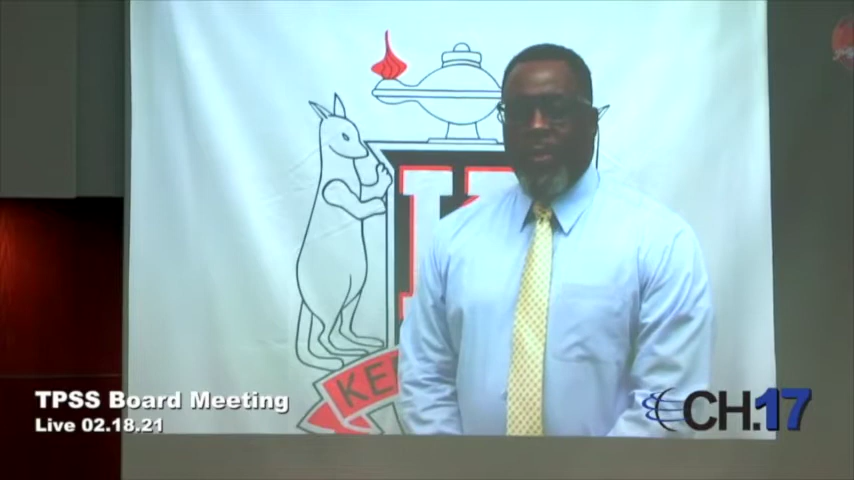 K
KE
TPSS Board Meeting
Live 02.18.21
CH.17